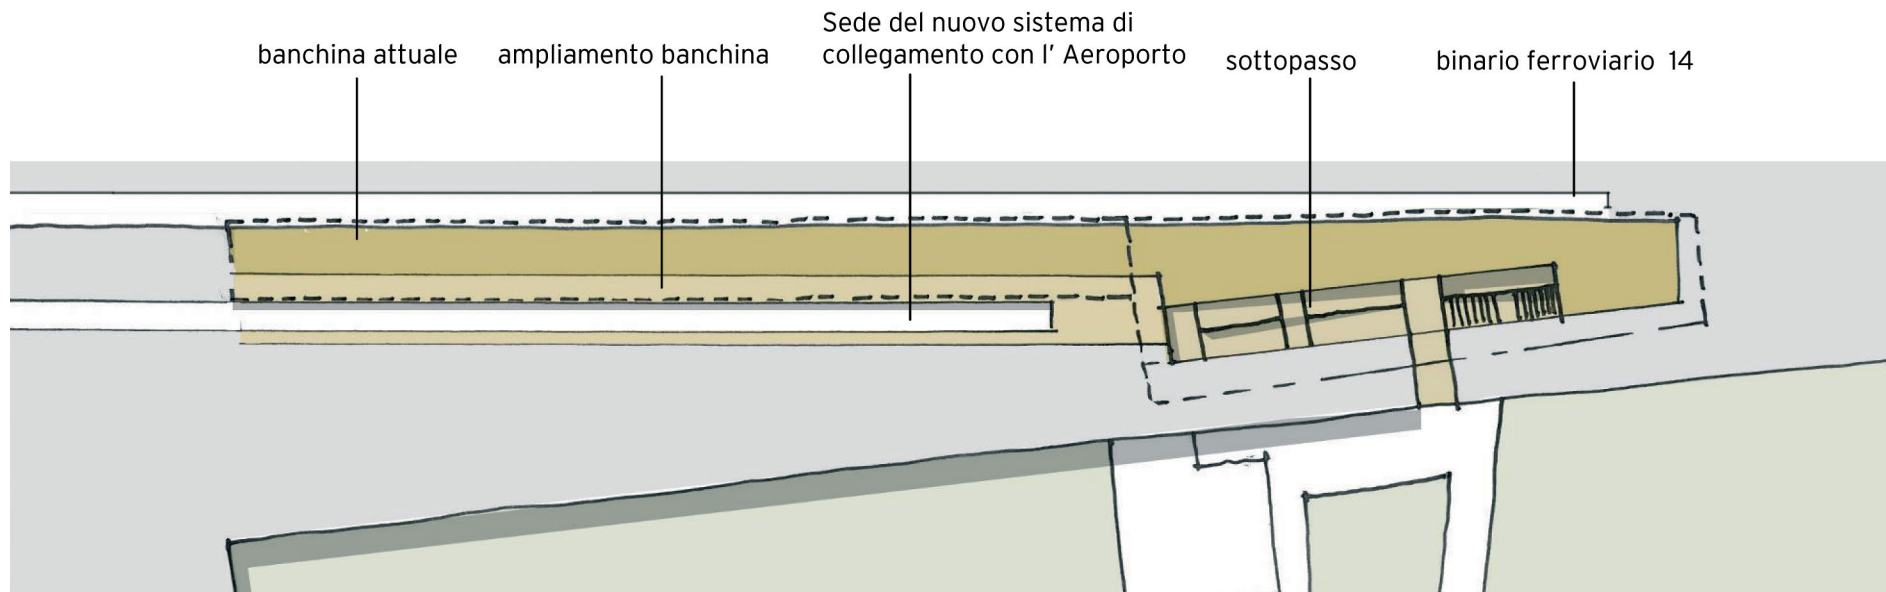 banchina attuale
ampliamento banchina
Sede del nuovo sistema di
collegamento con l' Aeroporto
sottopasso
binario ferroviario 14